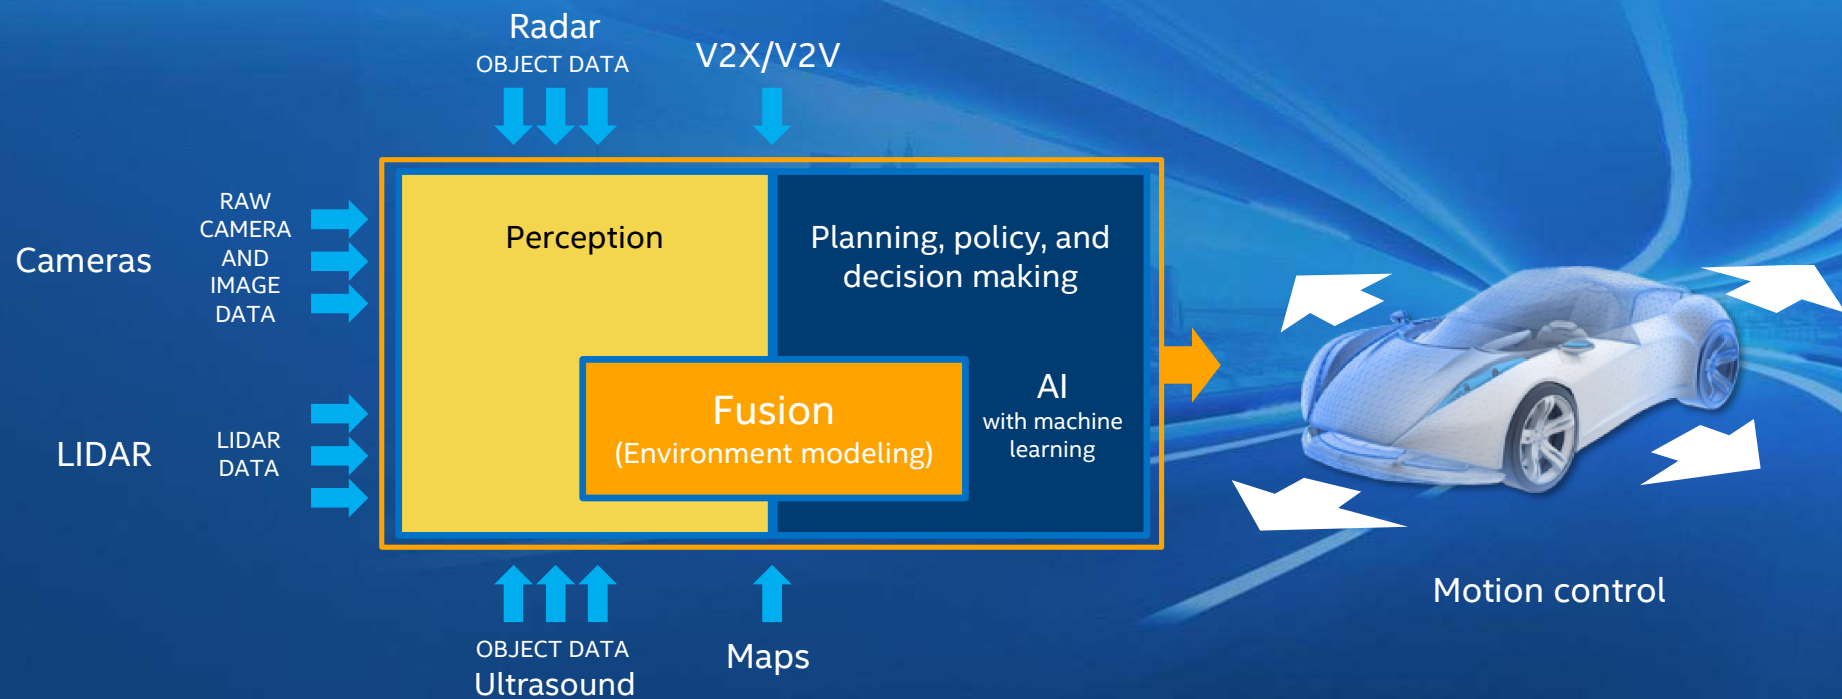 Radar
OBJECT DATA
V2X/V2V
Cameras
RAW
CAMERA
AND
IMAGE
DATA
Perception
Planning, policy, and
decision making
Fusion
(Environment modeling)
AI
with machine
learning
LIDAR
LIDAR
DATA
OBJECT DATA
Ultrasound
Maps
Motion control